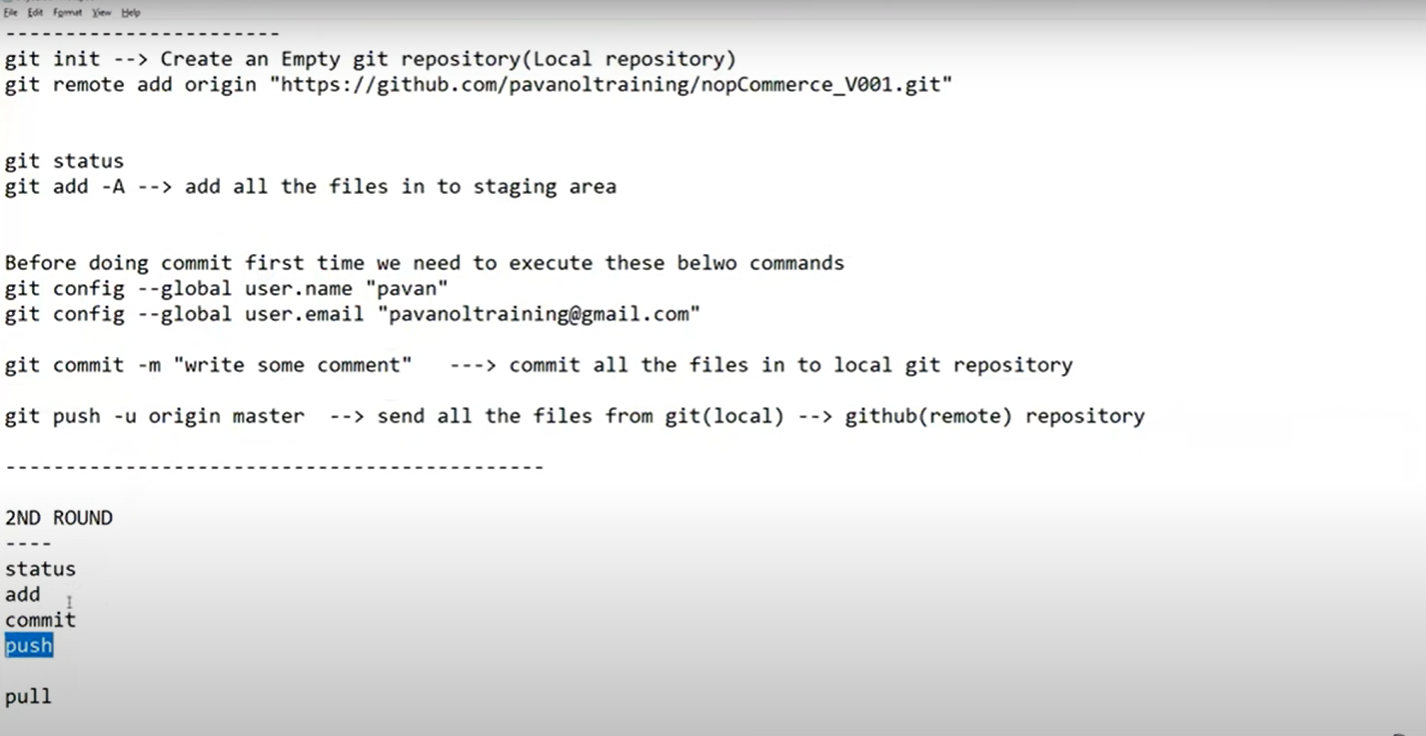 File Edit Format View Help
-----------------------
git init --> Create an Empty git repository(Local repository)
git remote add origin "https://github.com/pavanoltraining/nopCommerce_V001.git"
git status
git add -A --> add all the files in to staging area
Before doing commit first time we need to execute these belwo commands
git config --global user.name "pavan"
git config --global user.email "pavanoltraining@gmail.com"
git commit -m "write some comment" ---> commit all the files in to local git repository
git push -u origin master --> send all the files from git(local) --> github(remote) repository
---------------------------------------------
2ND ROUND
----
status
add
commit
push
pull